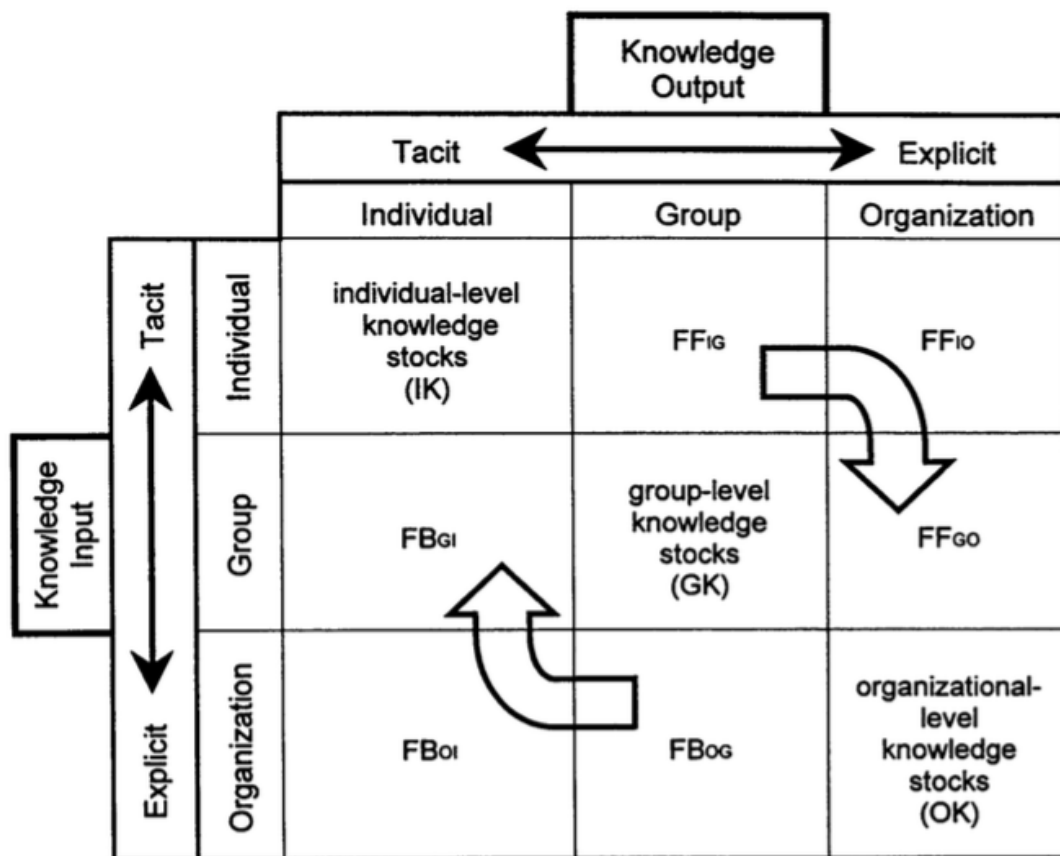 Knowledge
Output
Tacit
Explicit
Individual
Group
Organization
Knowledge
Input
Tacit
Explicit
Individual
individual-level
knowledge
stocks
(IK)
FFIG
FFIO
Group
FBGI
group-level
knowledge
stocks
(GK)
FFGO
Organization
FBOI
FBOG
organizational-
level
knowledge
stocks
(OK)